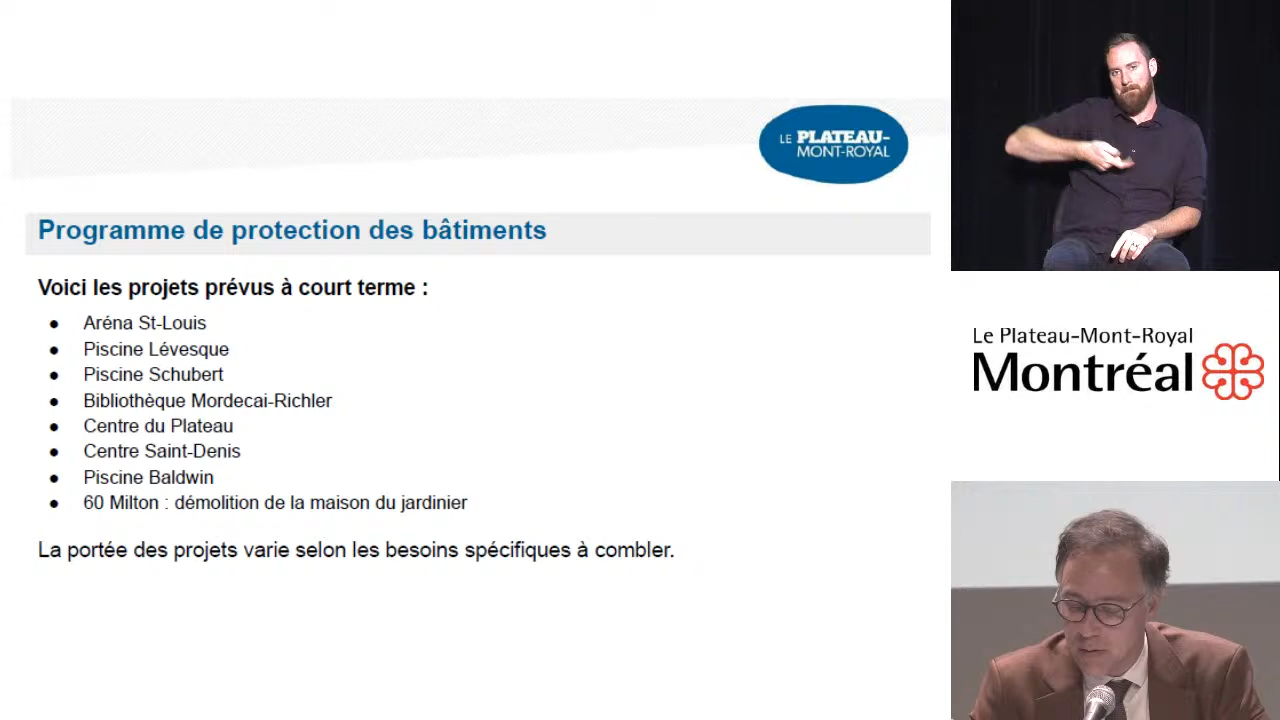 LE PLATEAU-
MONT-ROYAL
Programme de protection des bâtiments
Voici les projets prévus à court terme :
● Aréna St-Louis
● Piscine Lévesque
● Piscine Schubert
● Bibliothèque Mordecai-Richler
● Centre du Plateau
● Centre Saint-Denis
● Piscine Baldwin
● 60 Milton : démolition de la maison du jardinier
La portée des projets varie selon les besoins spécifiques à combler.
Le Plateau-Mont-Royal
Montréal